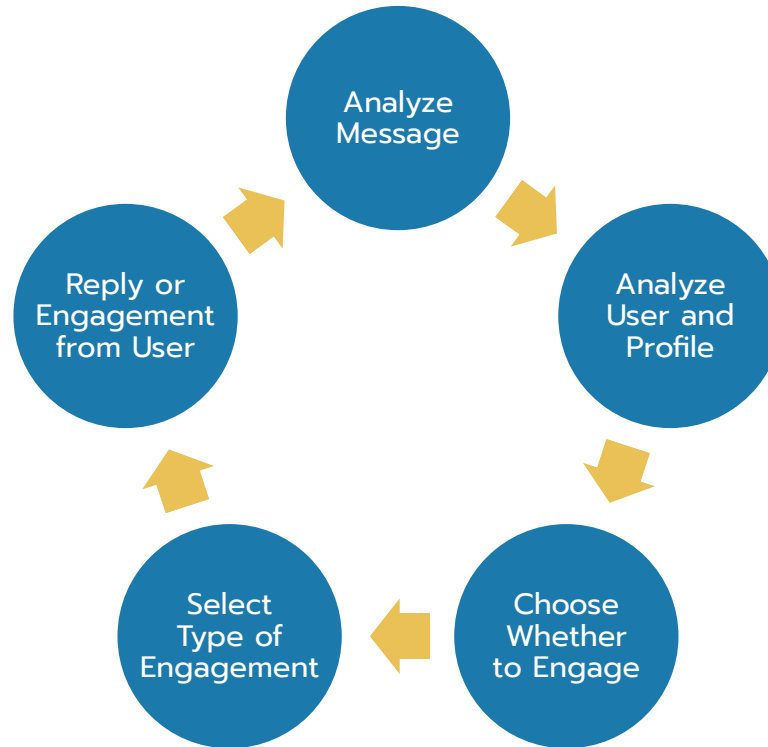 Analyze
Message
Analyze
User and
Profile
Choose
Whether
to Engage
Select
Type of
Engagement
Reply or
Engagement
from User